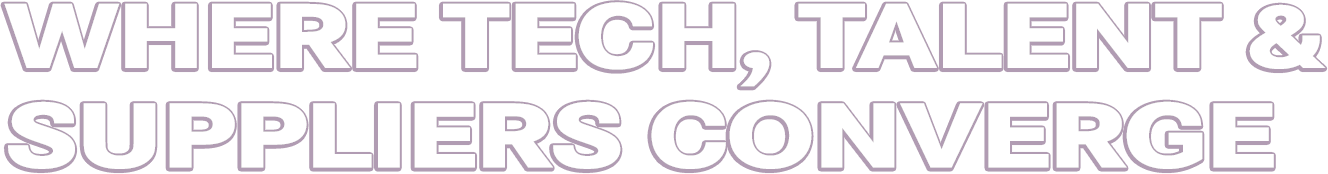 WHERE TECH, TALENT &
SUPPLIERS CONVERGE